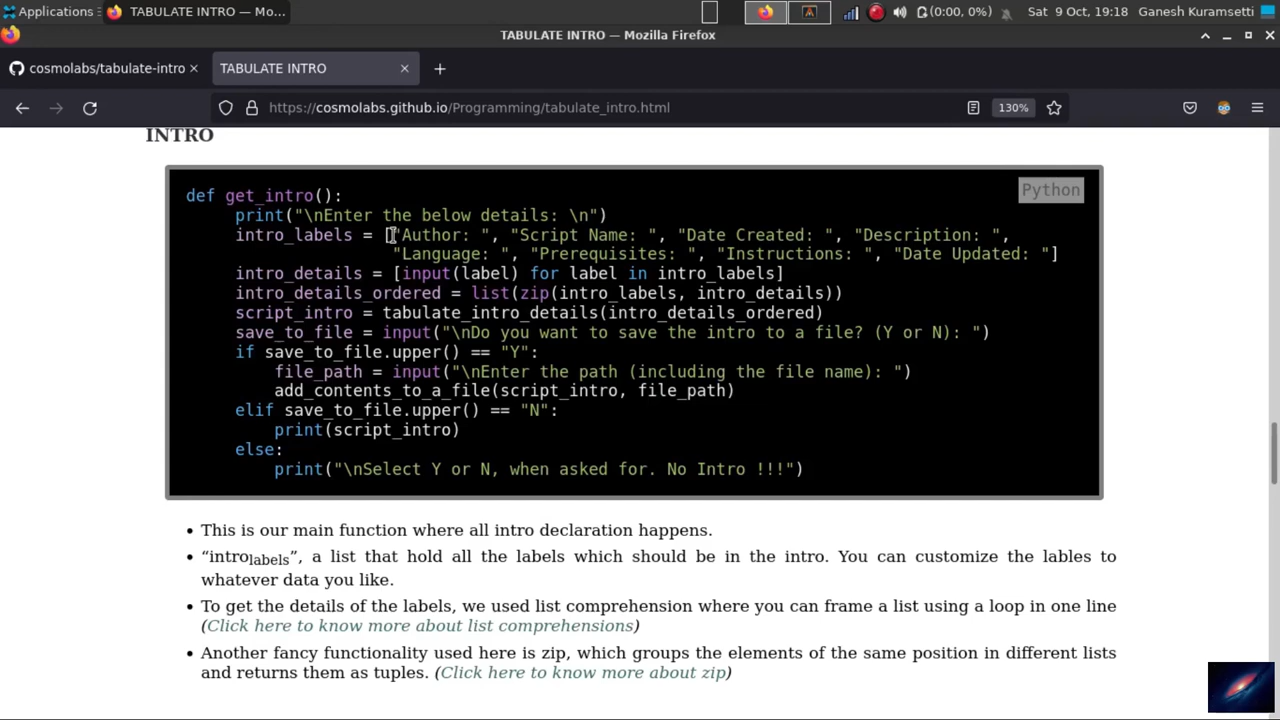 Applications
TABULATE INTRO — Mo...
(0:00, 0%)
Sat 9 Oct, 19:18
Ganesh Kuramsetti
TABULATE INTRO — Mozilla Firefox
cosmolabs/tabulate-intro
TABULATE INTRO
https://cosmolabs.github.io/Programming/tabulate_intro.html
130%
INTRO
Python
def get_intro():
print("\nEnter the below details: \n")
intro_labels = ["Author: ", "Script Name: ", "Date Created: ", "Description: ",
"Language: ", "Prerequisites: ", "Instructions: ", "Date Updated: "]
intro_details = [input(label) for label in intro_labels]
intro_details_ordered = list(zip(intro_labels, intro_details))
script_intro = tabulate_intro_details(intro_details_ordered)
save_to_file = input("\nDo you want to save the intro to a file? (Y or N): ")
if save_to_file.upper() == "Y":
file_path = input("\nEnter the path (including the file name): ")
add_contents_to_a_file(script_intro, file_path)
elif save_to_file.upper() == "N":
print(script_intro)
else:
print("\nSelect Y or N, when asked for. No Intro !!!")
• This is our main function where all intro declaration happens.
• “introlabels”, a list that hold all the labels which should be in the intro. You can customize the lables to
whatever data you like.
• To get the details of the labels, we used list comprehension where you can frame a list using a loop in one line
(Click here to know more about list comprehensions)
• Another fancy functionality used here is zip, which groups the elements of the same position in different lists
and returns them as tuples. (Click here to know more about zip)